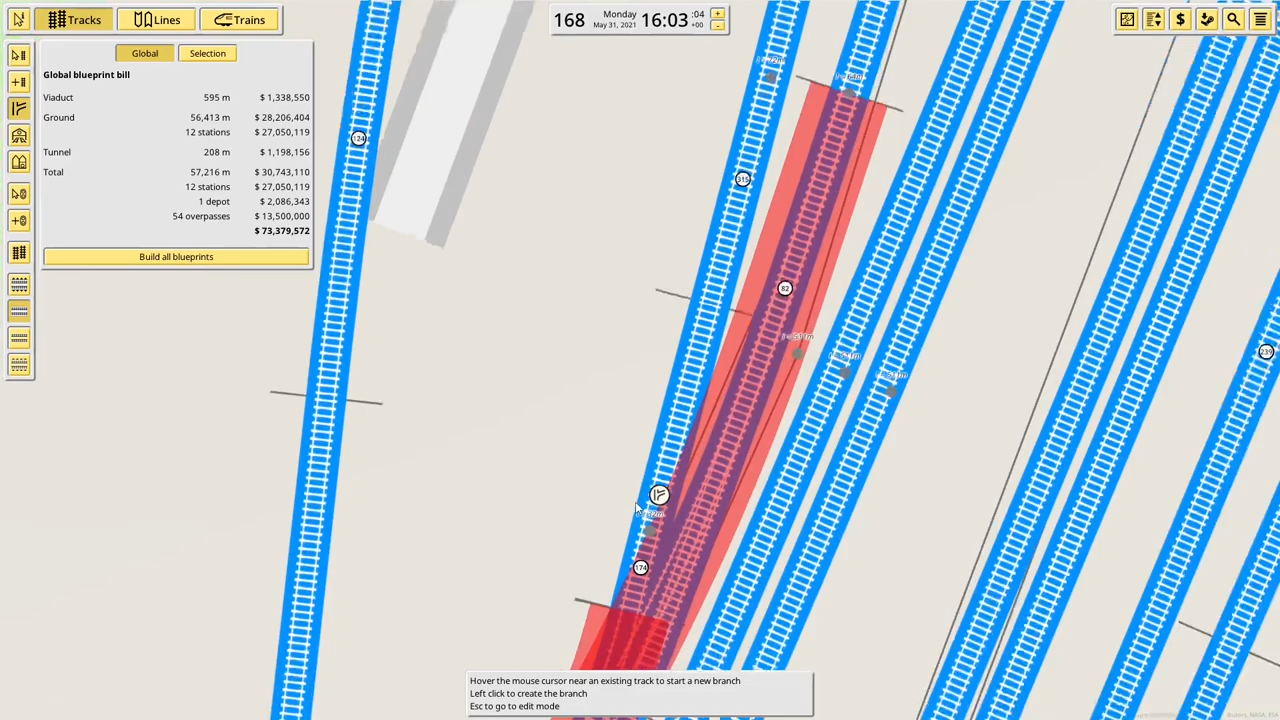 Tracks
Lines
Trains
168
Monday
May 31, 2021
16:03
:04
+00
+
-
$
Global
Selection
Global blueprint bill
Viaduct 595 m $ 1,338,550
Ground 56,413 m $ 28,206,404
12 stations $ 27,050,119
Tunnel 208 m $ 1,198,156
Total 57,216 m $ 30,743,110
12 stations $ 27,050,119
1 depot $ 2,086,343
54 overpasses $ 13,500,000
$ 73,379,572
Build all blueprints
124
315
82
239
174
Hover the mouse cursor near an existing track to start a new branch
Left click to create the branch
Esc to go to edit mode